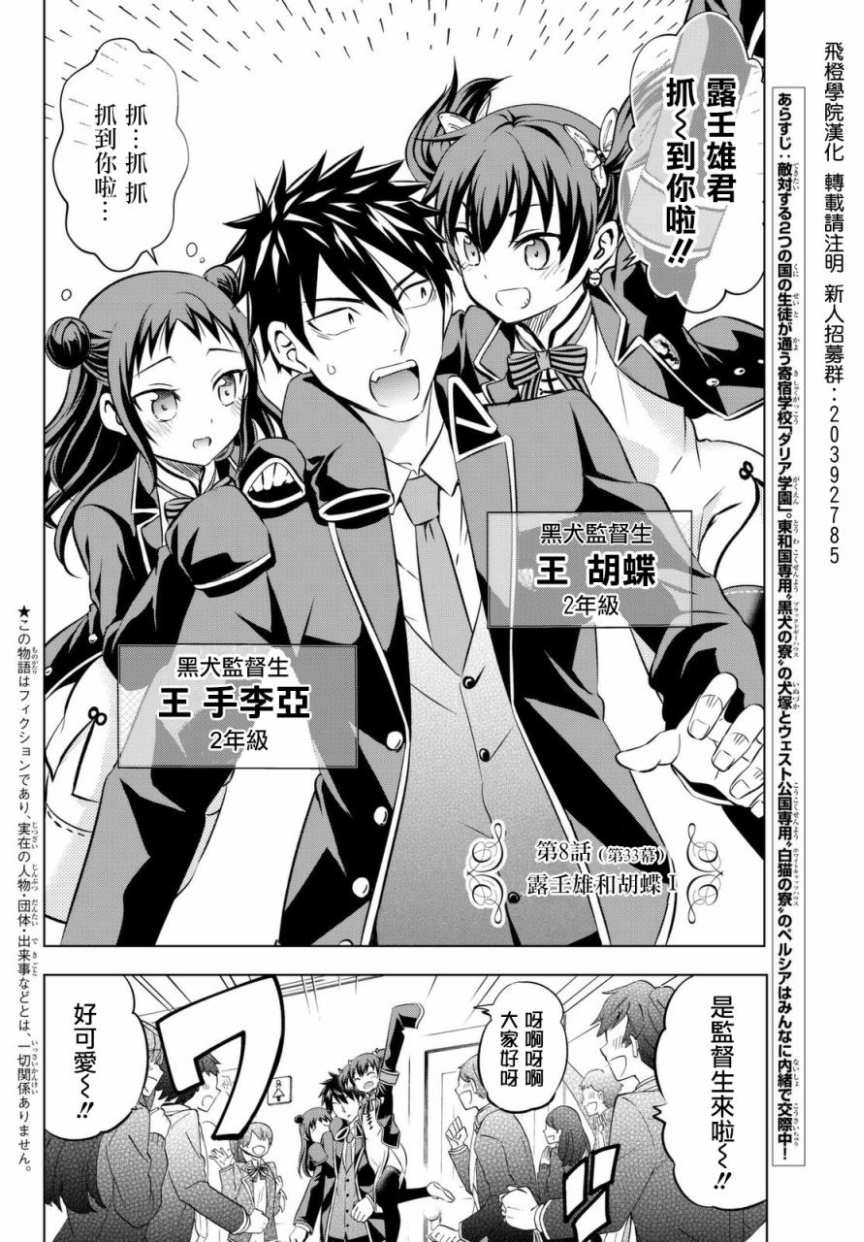 飛橙學院漢化 轉載請注明 新人招募群:20392785
あらすじ:敵対する2つの国の生徒が通う寄宿学校「ダリア学園」。東和国専用“黒犬の寮”の犬塚とウェスト公国専用“白猫の寮”のペルシアはみんなに内緒で交際中!
露壬雄君
抓~到你啦!!
抓…抓 抓
抓到你啦…
黑犬監督生
王 胡蝶
2年級
黑犬監督生
王 手李亞
2年級
第8話(第33幕)
露壬雄和胡蝶 I
是監督生來啦~!!
呀啊呀啊
大家好呀
ワ
好可愛~!!
★この物語はフィクションであり、実在の人物・団体・出来事などとは、一切関係ありません。